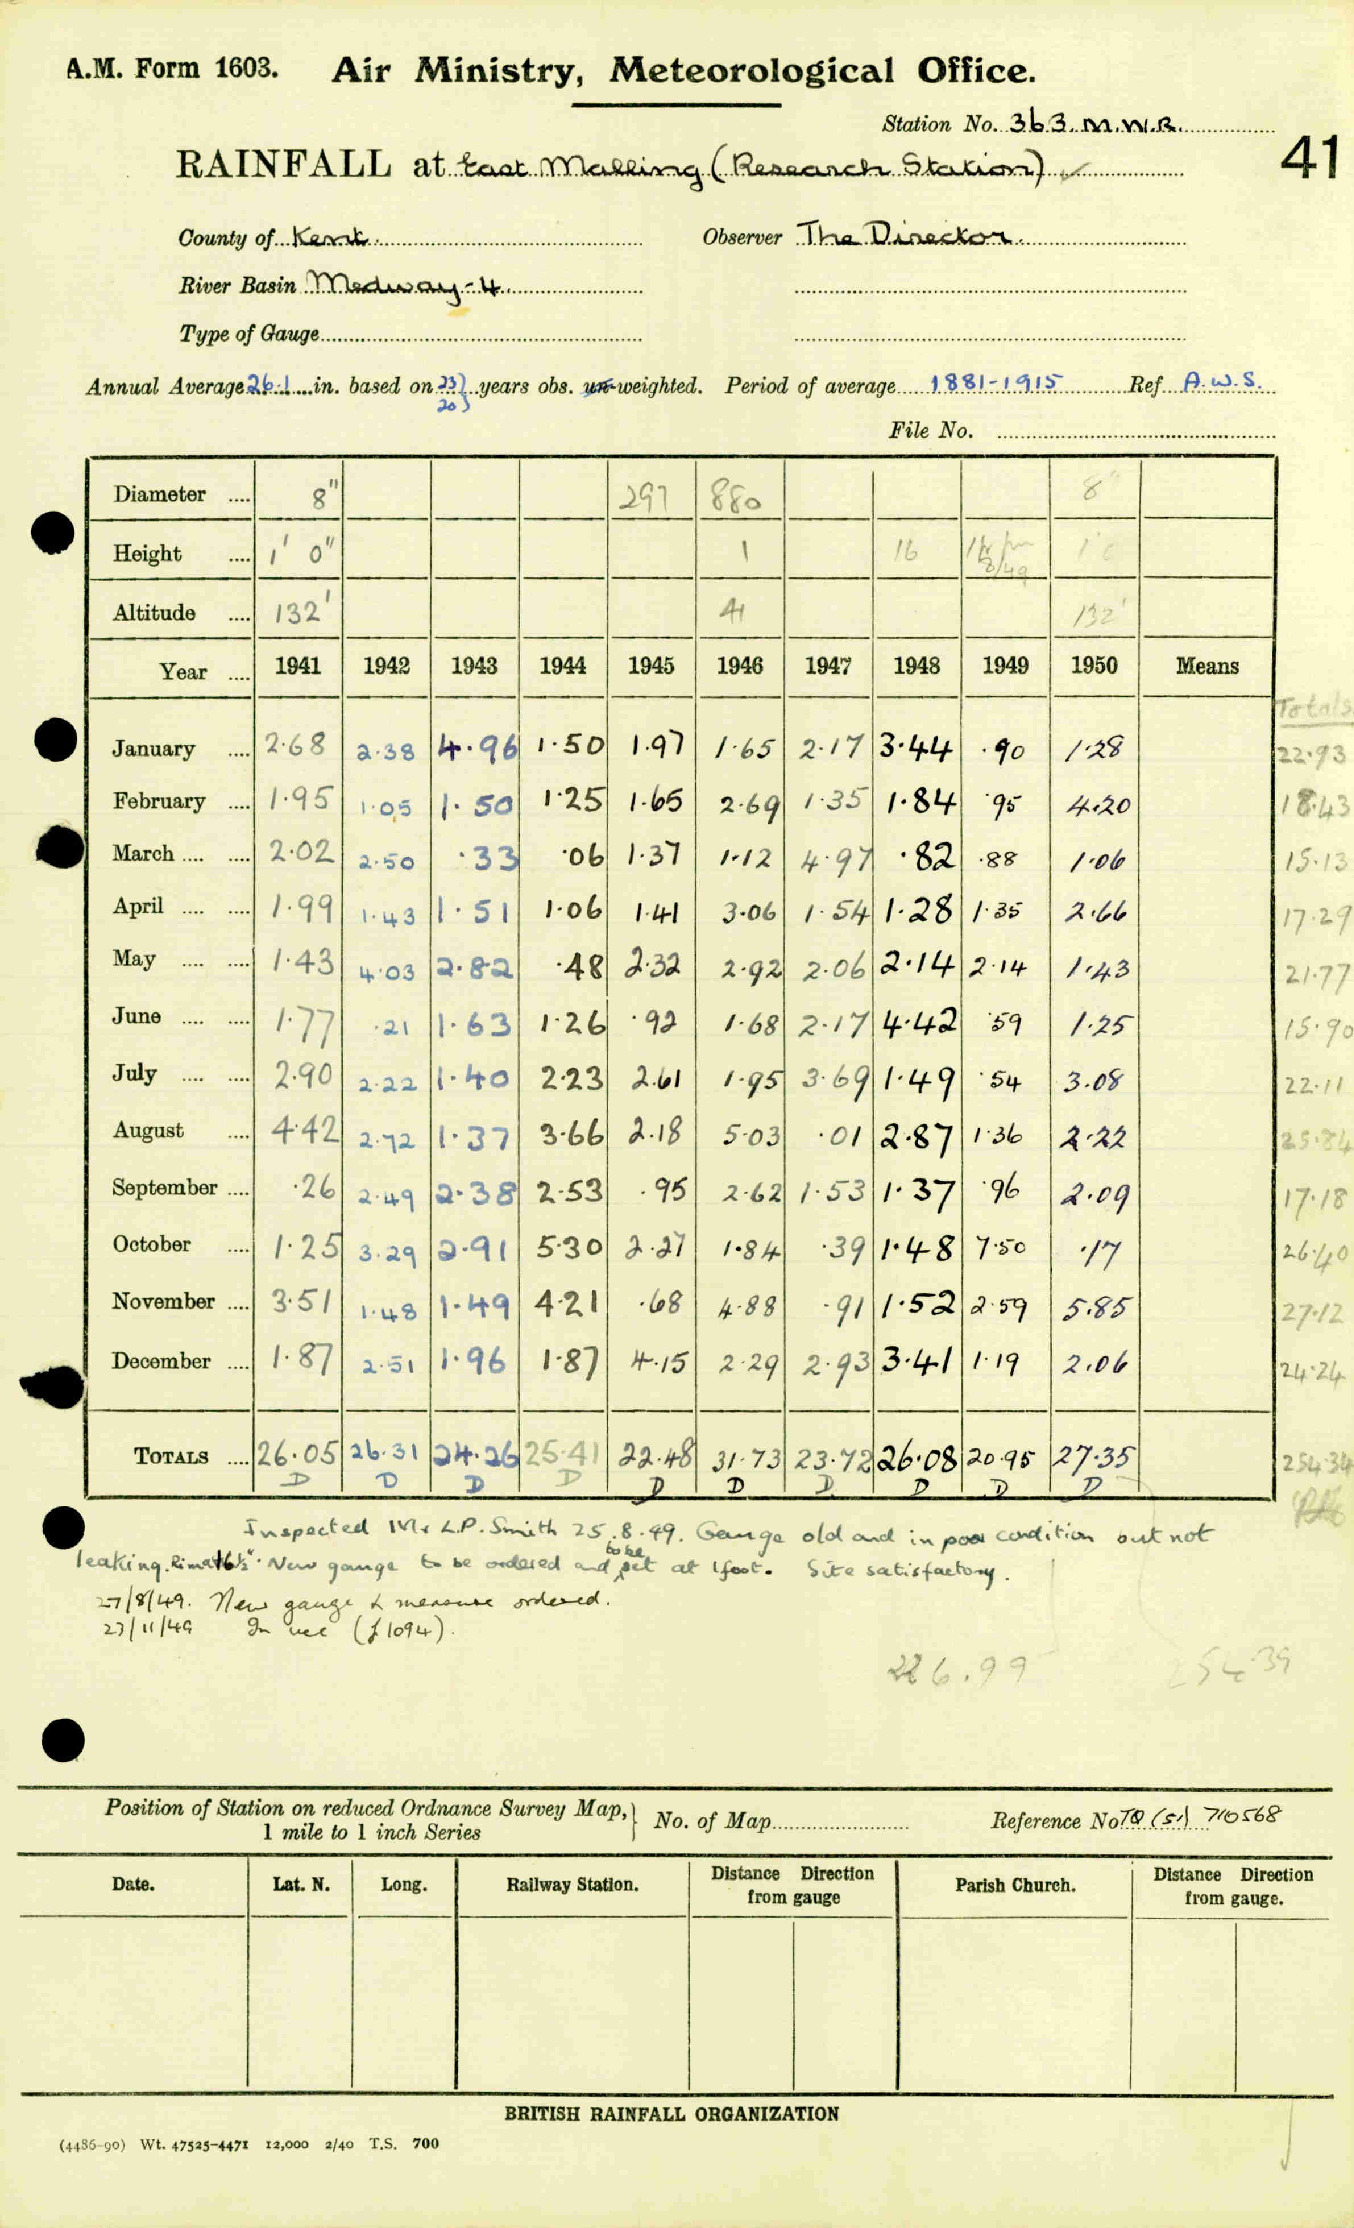 A.M. Form 1603. Air Ministry, Meteorological Office.
Station No. 363. M.W.R.
41
RAINFALL at East Malling (Research Station) ✓
County of Kent. Observer The Director.
River Basin Medway-4.
Type of Gauge
Annual Average 26.1 in. based on 23} years obs. un-weighted. Period of average 1881-1915 Ref A.W.S.
20}
File No.
Diameter .... 8" 297 880 8"
Height .... 1' 0" 1 16 8/49 1'0
Altitude .... 132' 41 132'
Year .... 1941 1942 1943 1944 1945 1946 1947 1948 1949 1950 Means
Totals
January .... 2.68 2.38 4.96 1.50 1.97 1.65 2.17 3.44 .90 1.28 22.93
February .... 1.95 1.05 1.50 1.25 1.65 2.69 1.35 1.84 .95 4.20 18.43
March .... .... 2.02 2.50 .33 .06 1.37 1.12 4.97 .82 .88 1.06 15.13
April .... .... 1.99 1.43 1.51 1.06 1.41 3.06 1.54 1.28 1.35 2.66 17.29
May .... .... 1.43 4.03 2.82 .48 2.32 2.92 2.06 2.14 2.14 1.43 21.77
June .... .... 1.77 .21 1.63 1.26 .92 1.68 2.17 4.42 .59 1.25 15.90
July .... .... 2.90 2.22 1.40 2.23 2.61 1.95 3.69 1.49 .54 3.08 22.11
August .... 4.42 2.72 1.37 3.66 2.18 5.03 .01 2.87 1.36 2.22 25.84
September .... .26 2.49 2.38 2.53 .95 2.62 1.53 1.37 .96 2.09 17.18
October .... 1.25 3.29 2.91 5.30 2.27 1.84 .39 1.48 7.50 .17 26.40
November .... 3.51 1.48 1.49 4.21 .68 4.88 .91 1.52 2.59 5.85 27.12
December .... 1.87 2.51 1.96 1.87 4.15 2.29 2.93 3.41 1.19 2.06 24.24
TOTALS .... 26.05 26.31 24.26 25.41 22.48 31.73 23.72 26.08 20.95 27.35 254.34
D D D D D D D D D D
Inspected Mr L.P. Smith 25.8.49. Gauge old and in poor condition but not
leaking. Rim at 16½". New gauge to be ordered and to be set at 1 foot. Site satisfactory.
27/8/49. New gauge & measure ordered.
23/11/49 In use (£1094).
226.99 254.39
Position of Station on reduced Ordnance Survey Map,} No. of Map Reference No TQ (51) 710568
1 mile to 1 inch Series
Date. Lat. N. Long. Railway Station. Distance Direction from gauge Parish Church. Distance Direction from gauge.
BRITISH RAINFALL ORGANIZATION
(4486-90) Wt. 47525-4471 12,000 2/40 T.S. 700